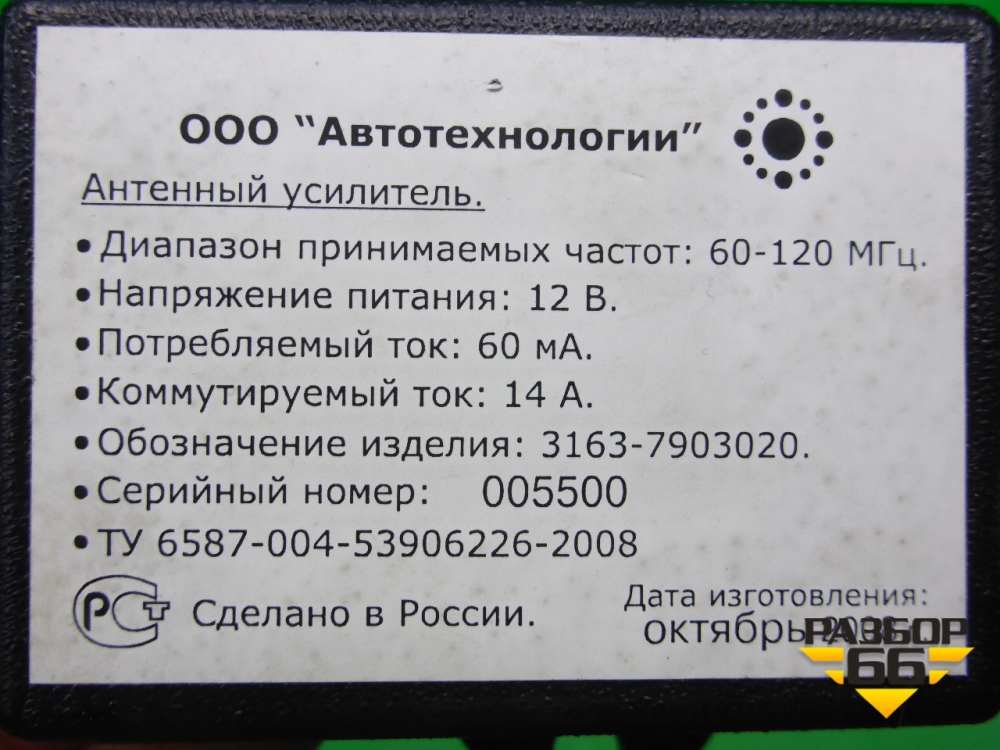 ООО "Автотехнологии"
Антенный усилитель.
• Диапазон принимаемых частот: 60-120 МГц.
• Напряжение питания: 12 В.
• Потребляемый ток: 60 мА.
• Коммутируемый ток: 14 А.
• Обозначение изделия: 3163-7903020.
• Серийный номер: 005500
• ТУ 6587-004-53906226-2008
РСТ Сделано в России.
Дата изготовления:
октябрь
РАЗБОР
66